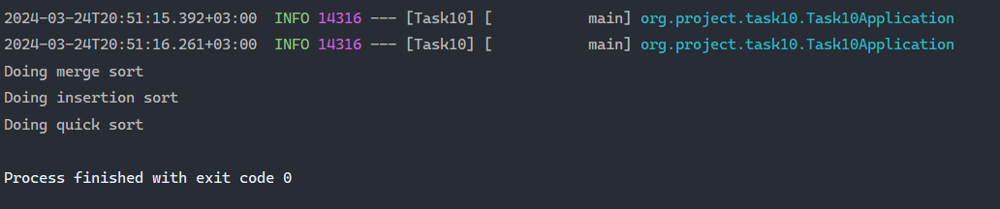 2024-03-24T20:51:15.392+03:00  INFO 14316 --- [Task10] [           main] org.project.task10.Task10Application
2024-03-24T20:51:16.261+03:00  INFO 14316 --- [Task10] [           main] org.project.task10.Task10Application
Doing merge sort
Doing insertion sort
Doing quick sort
Process finished with exit code 0